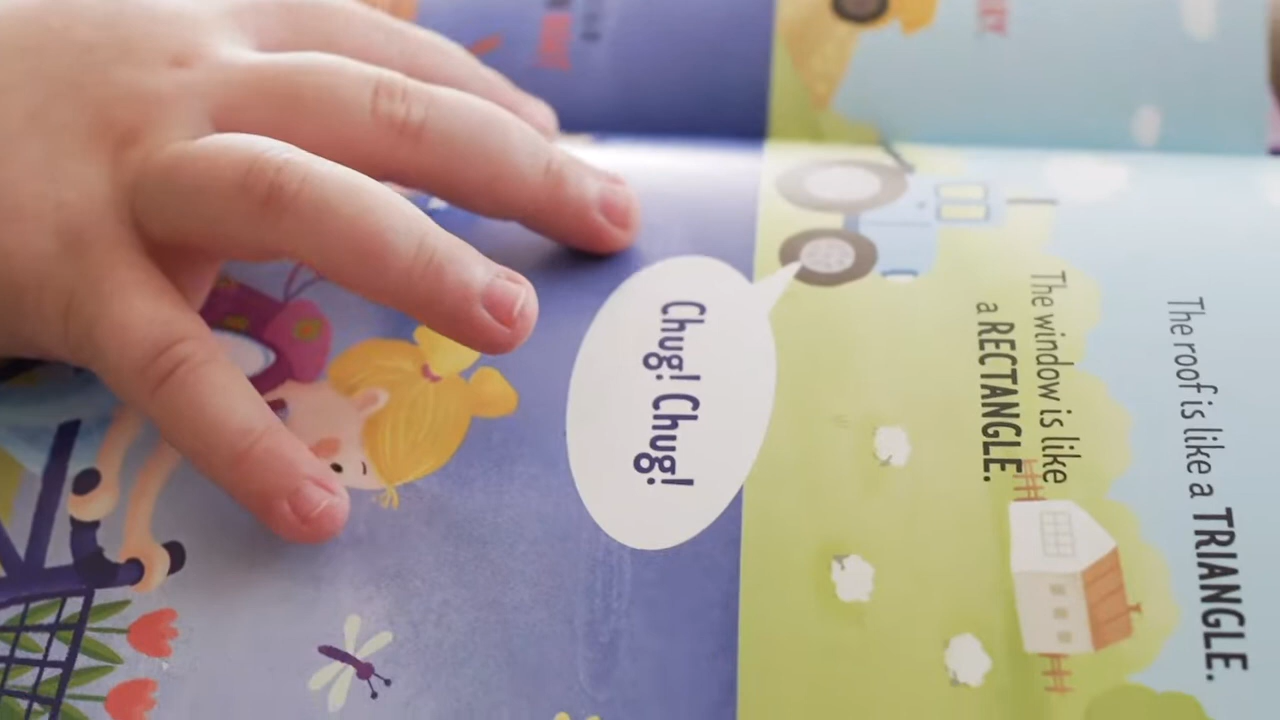 The roof is like a TRIANGLE.
The window is like
a RECTANGLE.
Chug! Chug!